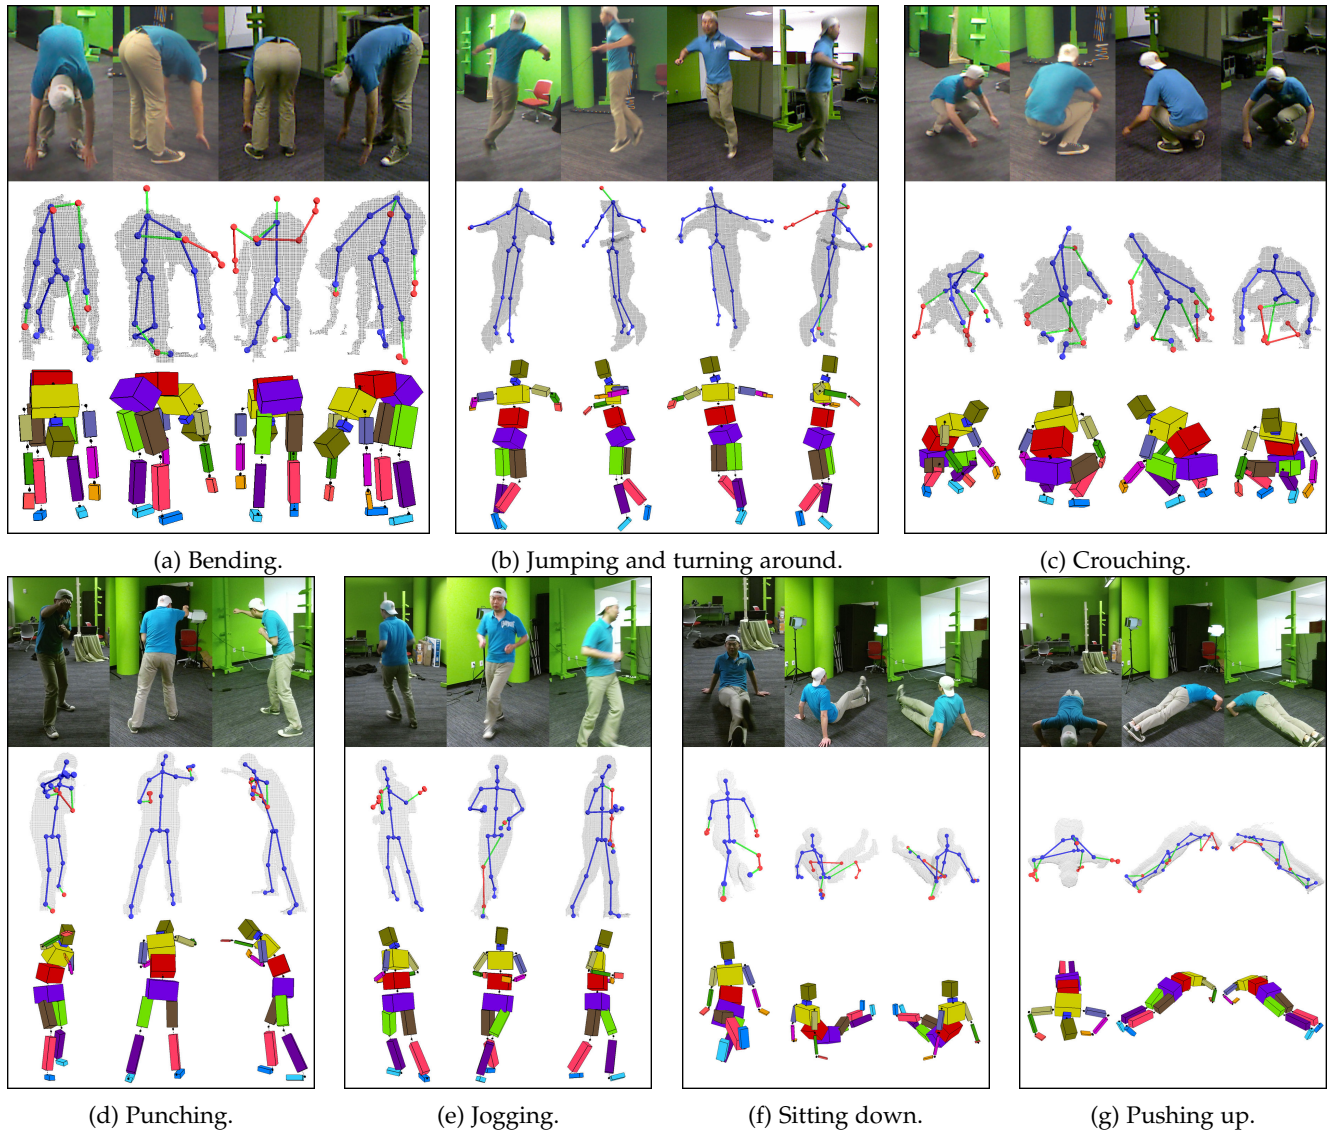 (a) Bending.
(b) Jumping and turning around.
(c) Crouching.
(d) Punching.
(e) Jogging.
(f) Sitting down.
(g) Pushing up.